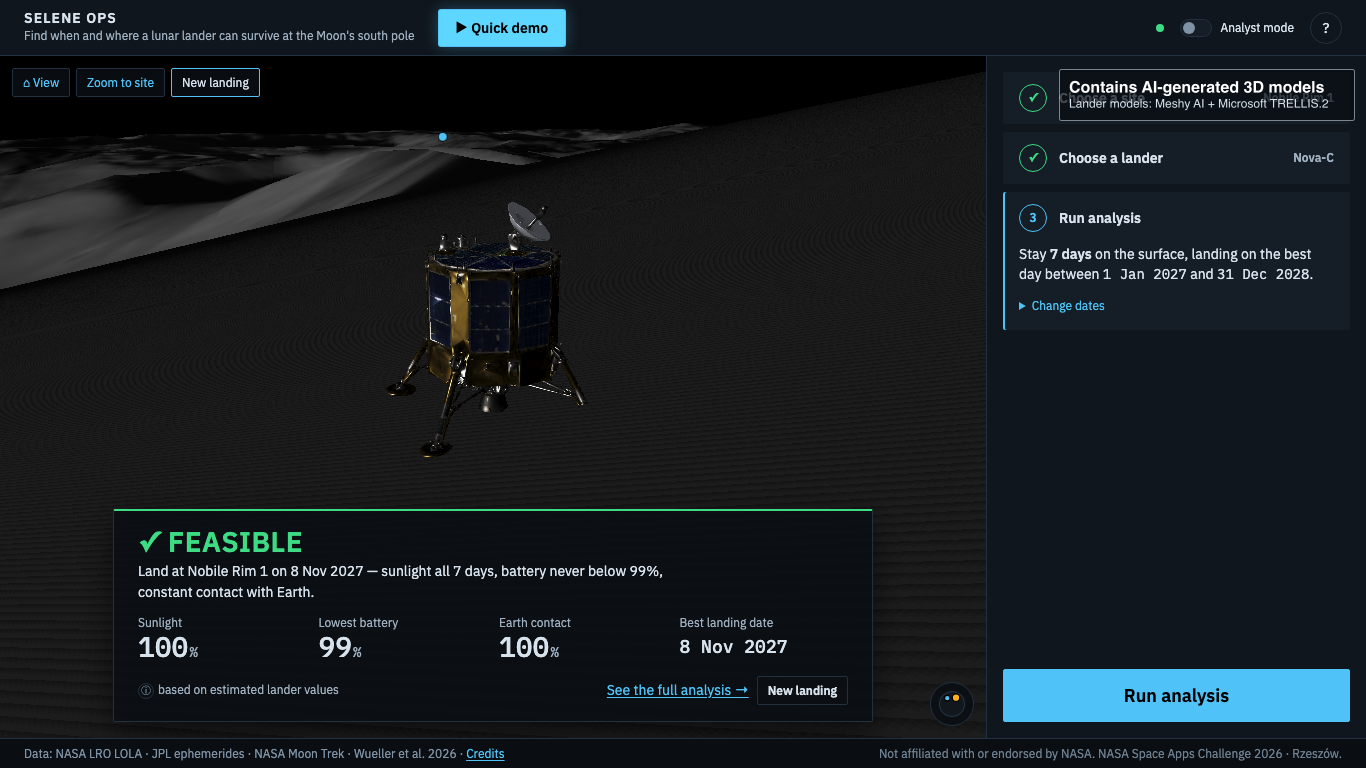 SELENE OPS
Find when and where a lunar lander can survive at the Moon's south pole
▶ Quick demo
Analyst mode
?
⌂ View
Zoom to site
New landing
Contains AI-generated 3D models
Lander models: Meshy AI + Microsoft TRELLIS.2
✓ Choose a site Nobile Rim 1
✓ Choose a lander Nova-C
3 Run analysis
Stay 7 days on the surface, landing on the best
day between 1 Jan 2027 and 31 Dec 2028.
▶ Change dates
✓ FEASIBLE
Land at Nobile Rim 1 on 8 Nov 2027 — sunlight all 7 days, battery never below 99%,
constant contact with Earth.
Sunlight Lowest battery Earth contact Best landing date
100% 99% 100% 8 Nov 2027
ⓘ based on estimated lander values
See the full analysis →
New landing
Run analysis
Data: NASA LRO LOLA · JPL ephemerides · NASA Moon Trek · Wueller et al. 2026 · Credits
Not affiliated with or endorsed by NASA. NASA Space Apps Challenge 2026 · Rzeszów.